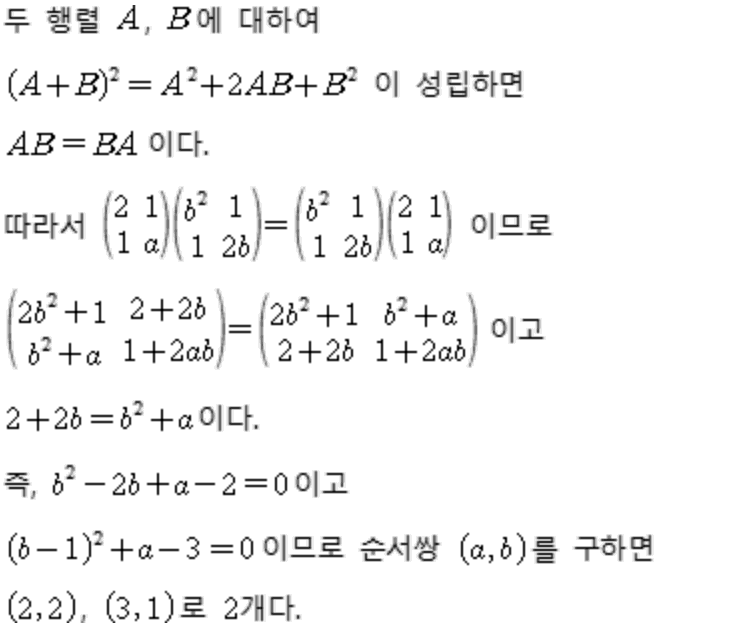 두 행렬 A, B에 대하여
(A+B)² = A²+2AB+B² 이 성립하면
AB=BA 이다.
따라서 (2 1; 1 a)(b² 1; 1 2b)=(b² 1; 1 2b)(2 1; 1 a) 이므로
(2b²+1 2+2b; b²+a 1+2ab)=(2b²+1 b²+a; 2+2b 1+2ab) 이고
2+2b=b²+a이다.
즉, b²-2b+a-2=0이고
(b-1)²+a-3=0이므로 순서쌍 (a,b)를 구하면
(2,2), (3,1)로 2개다.